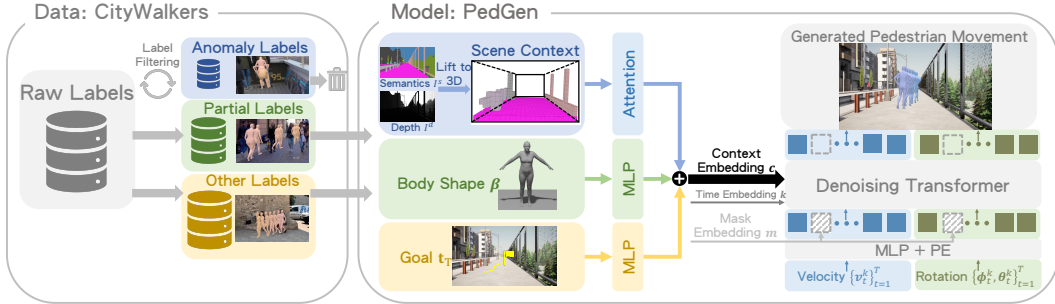 Data: CityWalkers
Model: PedGen
Label
Filtering
Anomaly Labels
Raw Labels
Partial Labels
Other Labels
Semantics I^s
Lift to
3D
Depth I^d
Scene Context
Attention
Body Shape β
MLP
Goal t_T
MLP
Context
Embedding c
Time Embedding k
Mask
Embedding m
Generated Pedestrian Movement
Denoising Transformer
MLP + PE
Velocity {v_t^k}_{t=1}^T
Rotation {ϕ_t^k, θ_t^k}_{t=1}^T